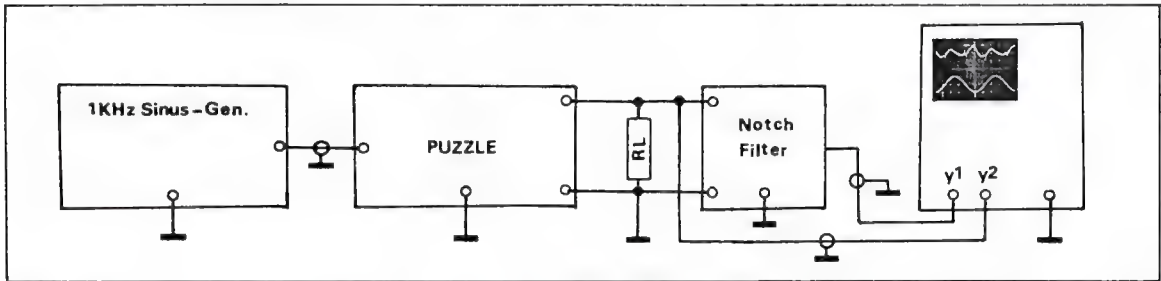 1KHz Sinus-Gen.
PUZZLE
RL
Notch
Filter
y1 y2